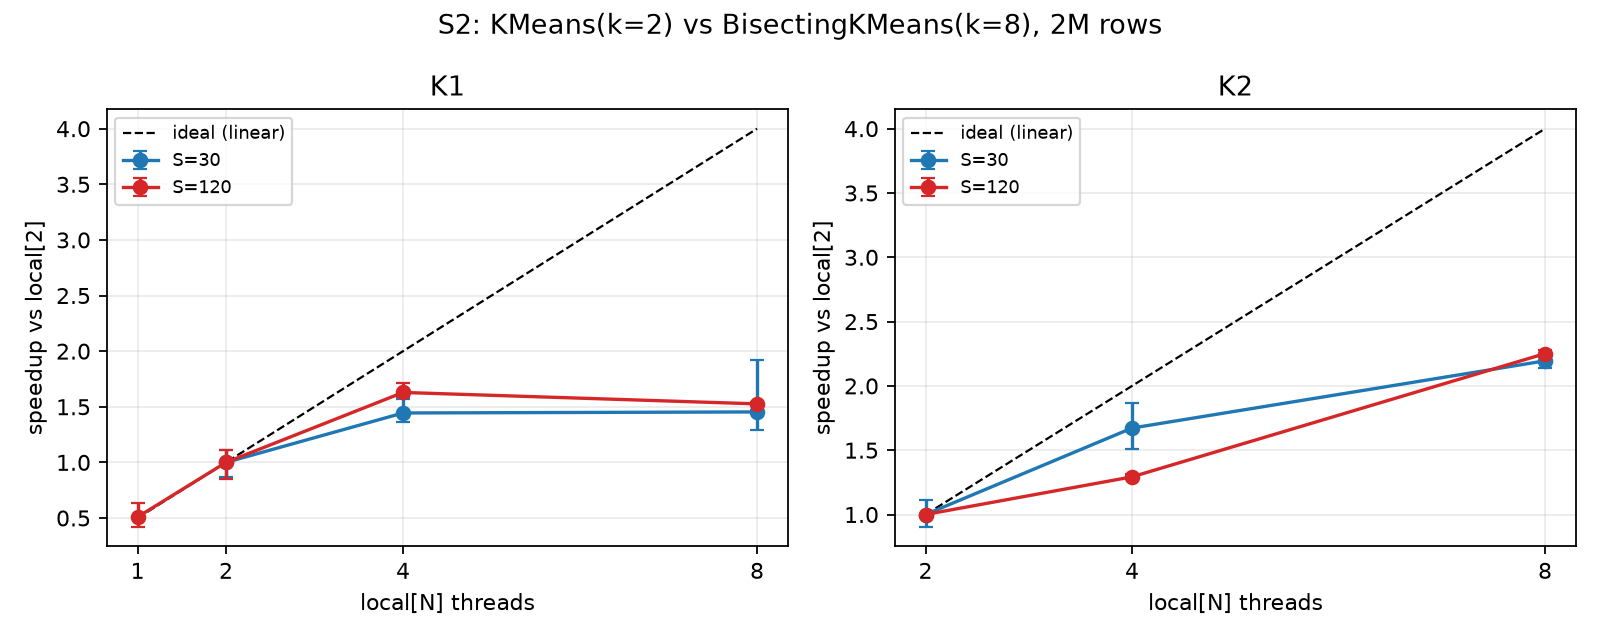 S2: KMeans(k=2) vs BisectingKMeans(k=8), 2M rows
K1
speedup vs local[2]
4.0
3.5
3.0
2.5
2.0
1.5
1.0
0.5
ideal (linear)
S=30
S=120
1 2 4 8
local[N] threads
K2
speedup vs local[2]
4.0
3.5
3.0
2.5
2.0
1.5
1.0
ideal (linear)
S=30
S=120
2 4 8
local[N] threads